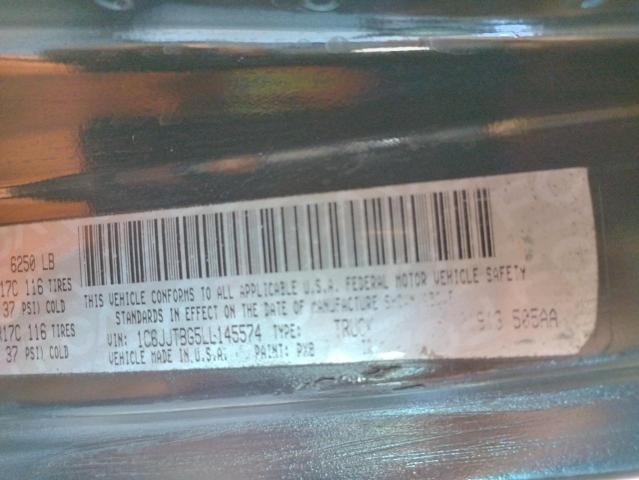 6250 LB
17C 116 TIRES
37 PSI) COLD
17C 116 TIRES
37 PSI) COLD
THIS VEHICLE CONFORMS TO ALL APPLICABLE U.S.A. FEDERAL MOTOR VEHICLE SAFETY
STANDARDS IN EFFECT ON THE DATE OF MANUFACTURE SHOWN ABOVE
VIN: 1C6JJTBG5LL145574 TYPE: TRUCK 505AA
VEHICLE MADE IN U.S.A. PAINT: PXB